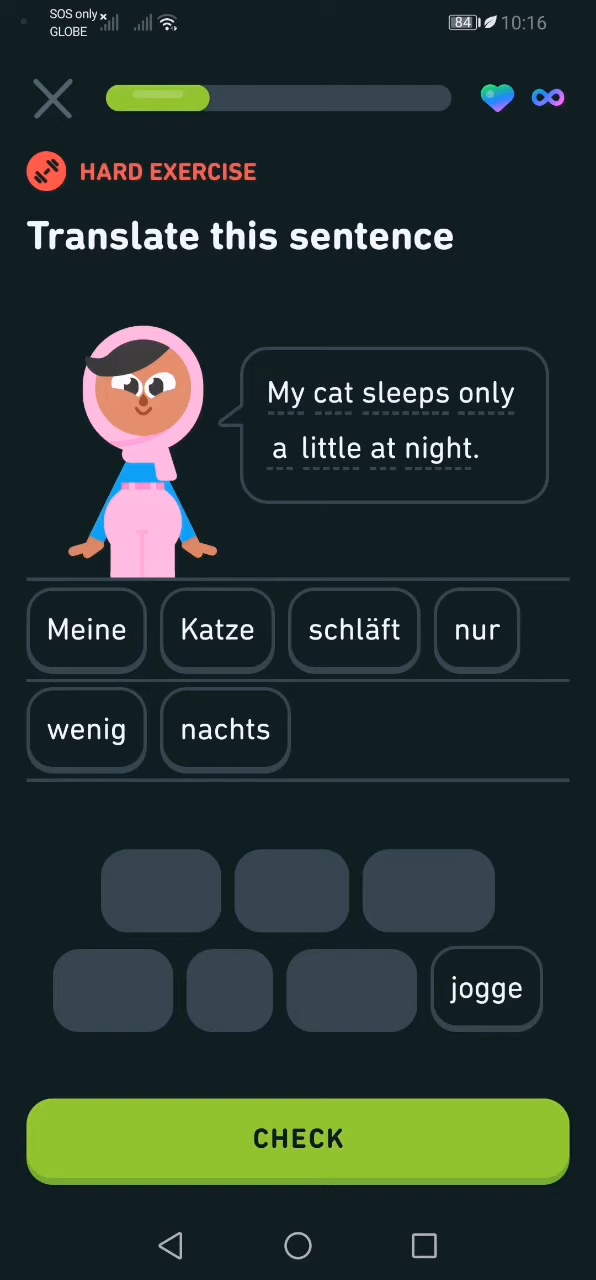 SOS only
GLOBE
84
10:16
HARD EXERCISE
Translate this sentence
My cat sleeps only
a little at night.
Meine Katze schläft nur
wenig nachts
jogge
CHECK